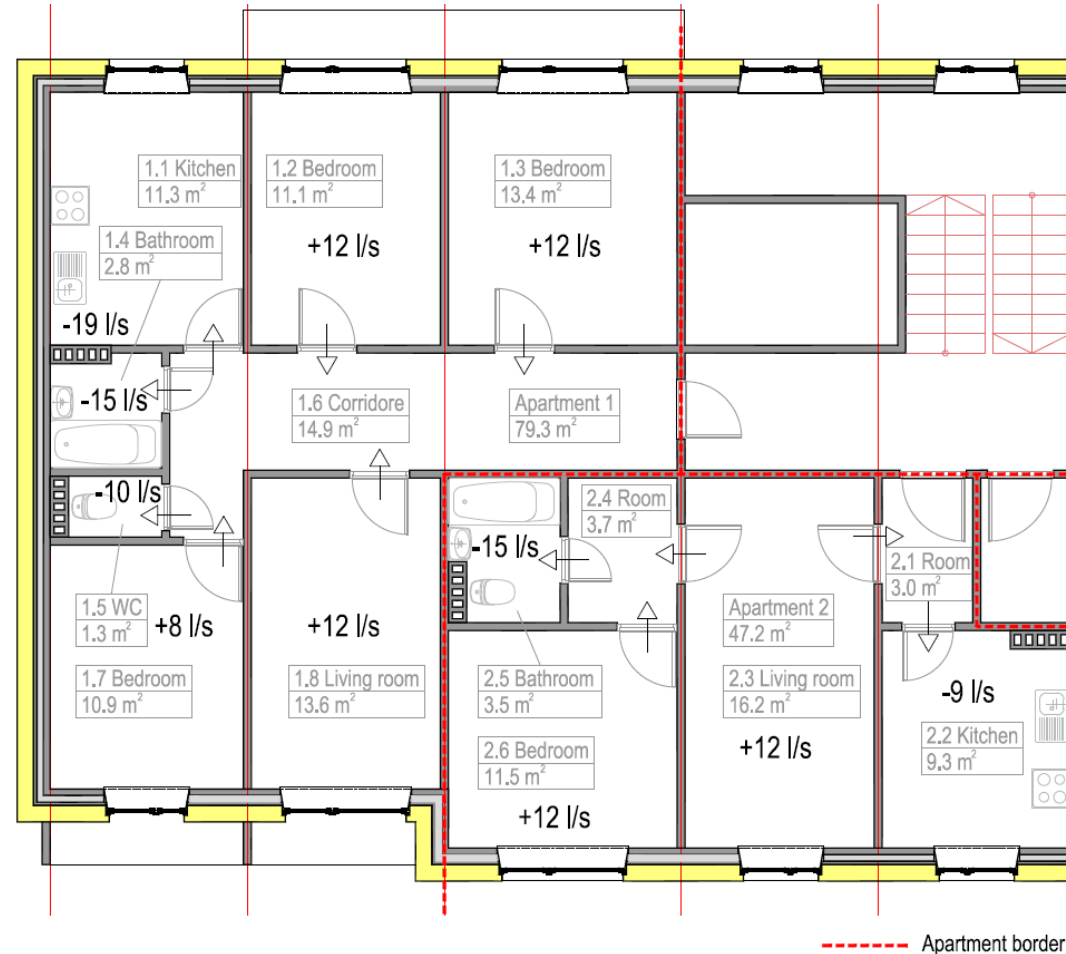 1.1 Kitchen
11.3 m²
1.2 Bedroom
11.1 m²
1.3 Bedroom
13.4 m²
1.4 Bathroom
2.8 m²
+12 l/s
+12 l/s
-19 l/s
-15 l/s
1.6 Corridore
14.9 m²
Apartment 1
79.3 m²
-10 l/s
2.4 Room
3.7 m²
-15 l/s
2.1 Room
3.0 m²
1.5 WC
1.3 m²
+8 l/s
+12 l/s
Apartment 2
47.2 m²
1.7 Bedroom
10.9 m²
1.8 Living room
13.6 m²
2.5 Bathroom
3.5 m²
2.3 Living room
16.2 m²
-9 l/s
2.2 Kitchen
9.3 m²
2.6 Bedroom
11.5 m²
+12 l/s
+12 l/s
Apartment border